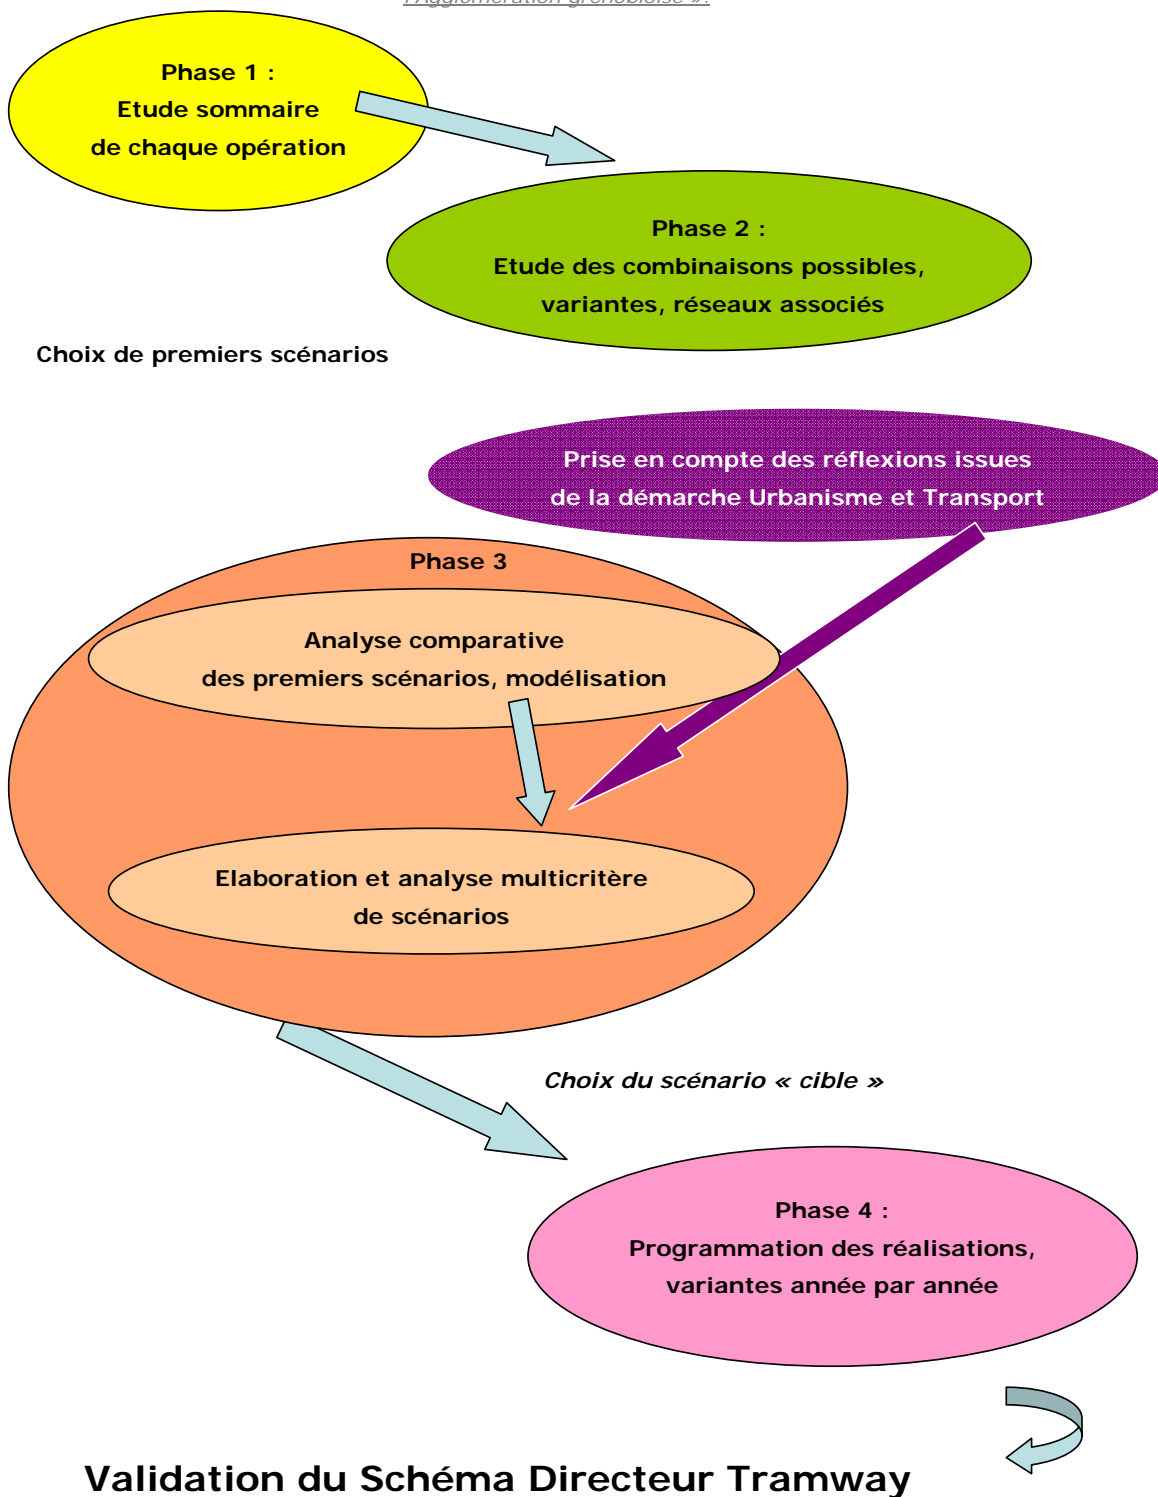 l'Agglomération grenobloise ».
Phase 1 :
Etude sommaire
de chaque opération
Phase 2 :
Etude des combinaisons possibles,
variantes, réseaux associés
Choix de premiers scénarios
Prise en compte des réflexions issues
de la démarche Urbanisme et Transport
Phase 3
Analyse comparative
des premiers scénarios, modélisation
Elaboration et analyse multicritère
de scénarios
Choix du scénario « cible »
Phase 4 :
Programmation des réalisations,
variantes année par année
Validation du Schéma Directeur Tramway